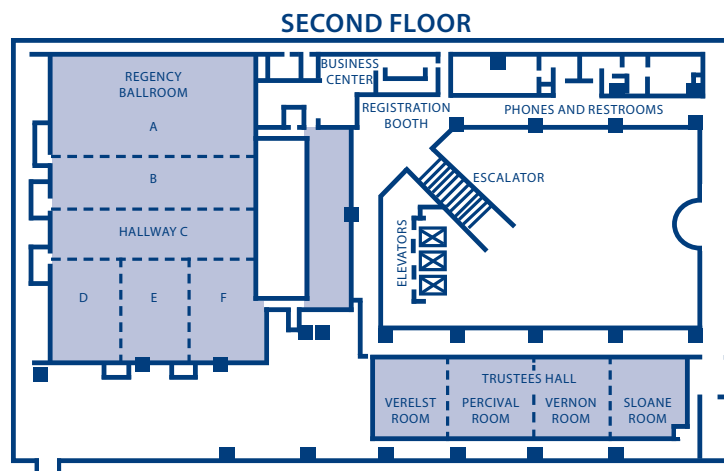 SECOND FLOOR
REGENCY
BALLROOM
A
B
HALLWAY C
D
E
F
BUSINESS
CENTER
REGISTRATION
BOOTH
PHONES AND RESTROOMS
ESCALATOR
ELEVATORS
TRUSTEES HALL
VERELST
ROOM
PERCIVAL
ROOM
VERNON
ROOM
SLOANE
ROOM